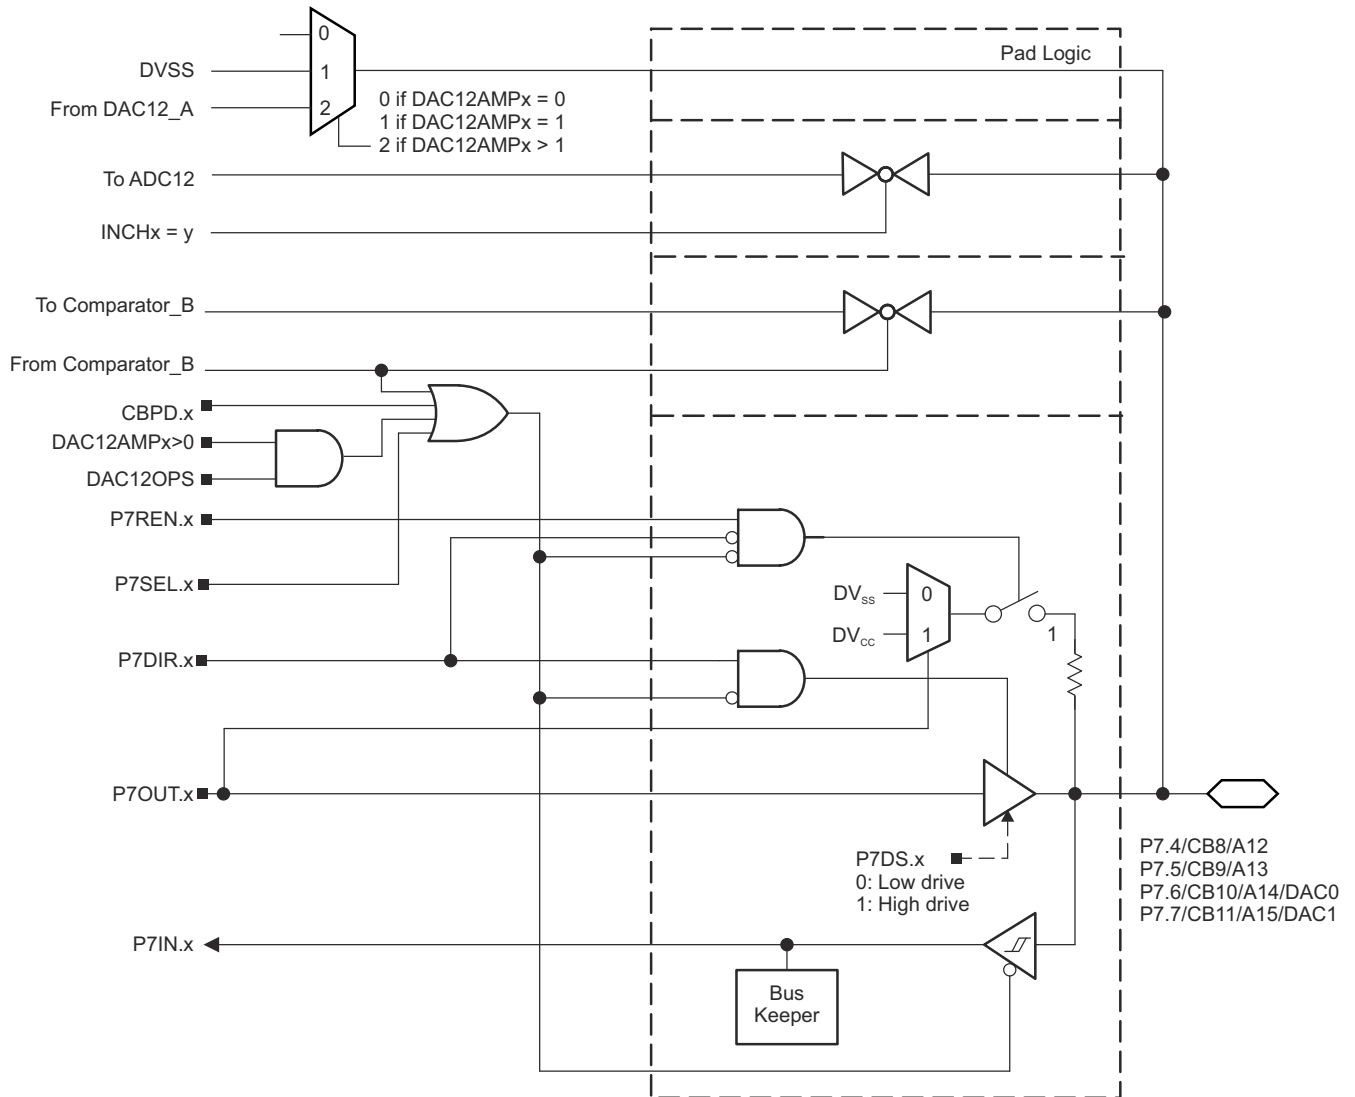 0
Pad Logic
DVSS
1
From DAC12_A
2
0 if DAC12AMPx = 0
1 if DAC12AMPx = 1
2 if DAC12AMPx > 1
To ADC12
INCHx = y
To Comparator_B
From Comparator_B
CBPD.x
DAC12AMPx>0
DAC12OPS
P7REN.x
P7SEL.x
DVSS
0
DVCC
1
1
P7DIR.x
P7OUT.x
P7DS.x
0: Low drive
1: High drive
P7.4/CB8/A12
P7.5/CB9/A13
P7.6/CB10/A14/DAC0
P7.7/CB11/A15/DAC1
P7IN.x
Bus
Keeper